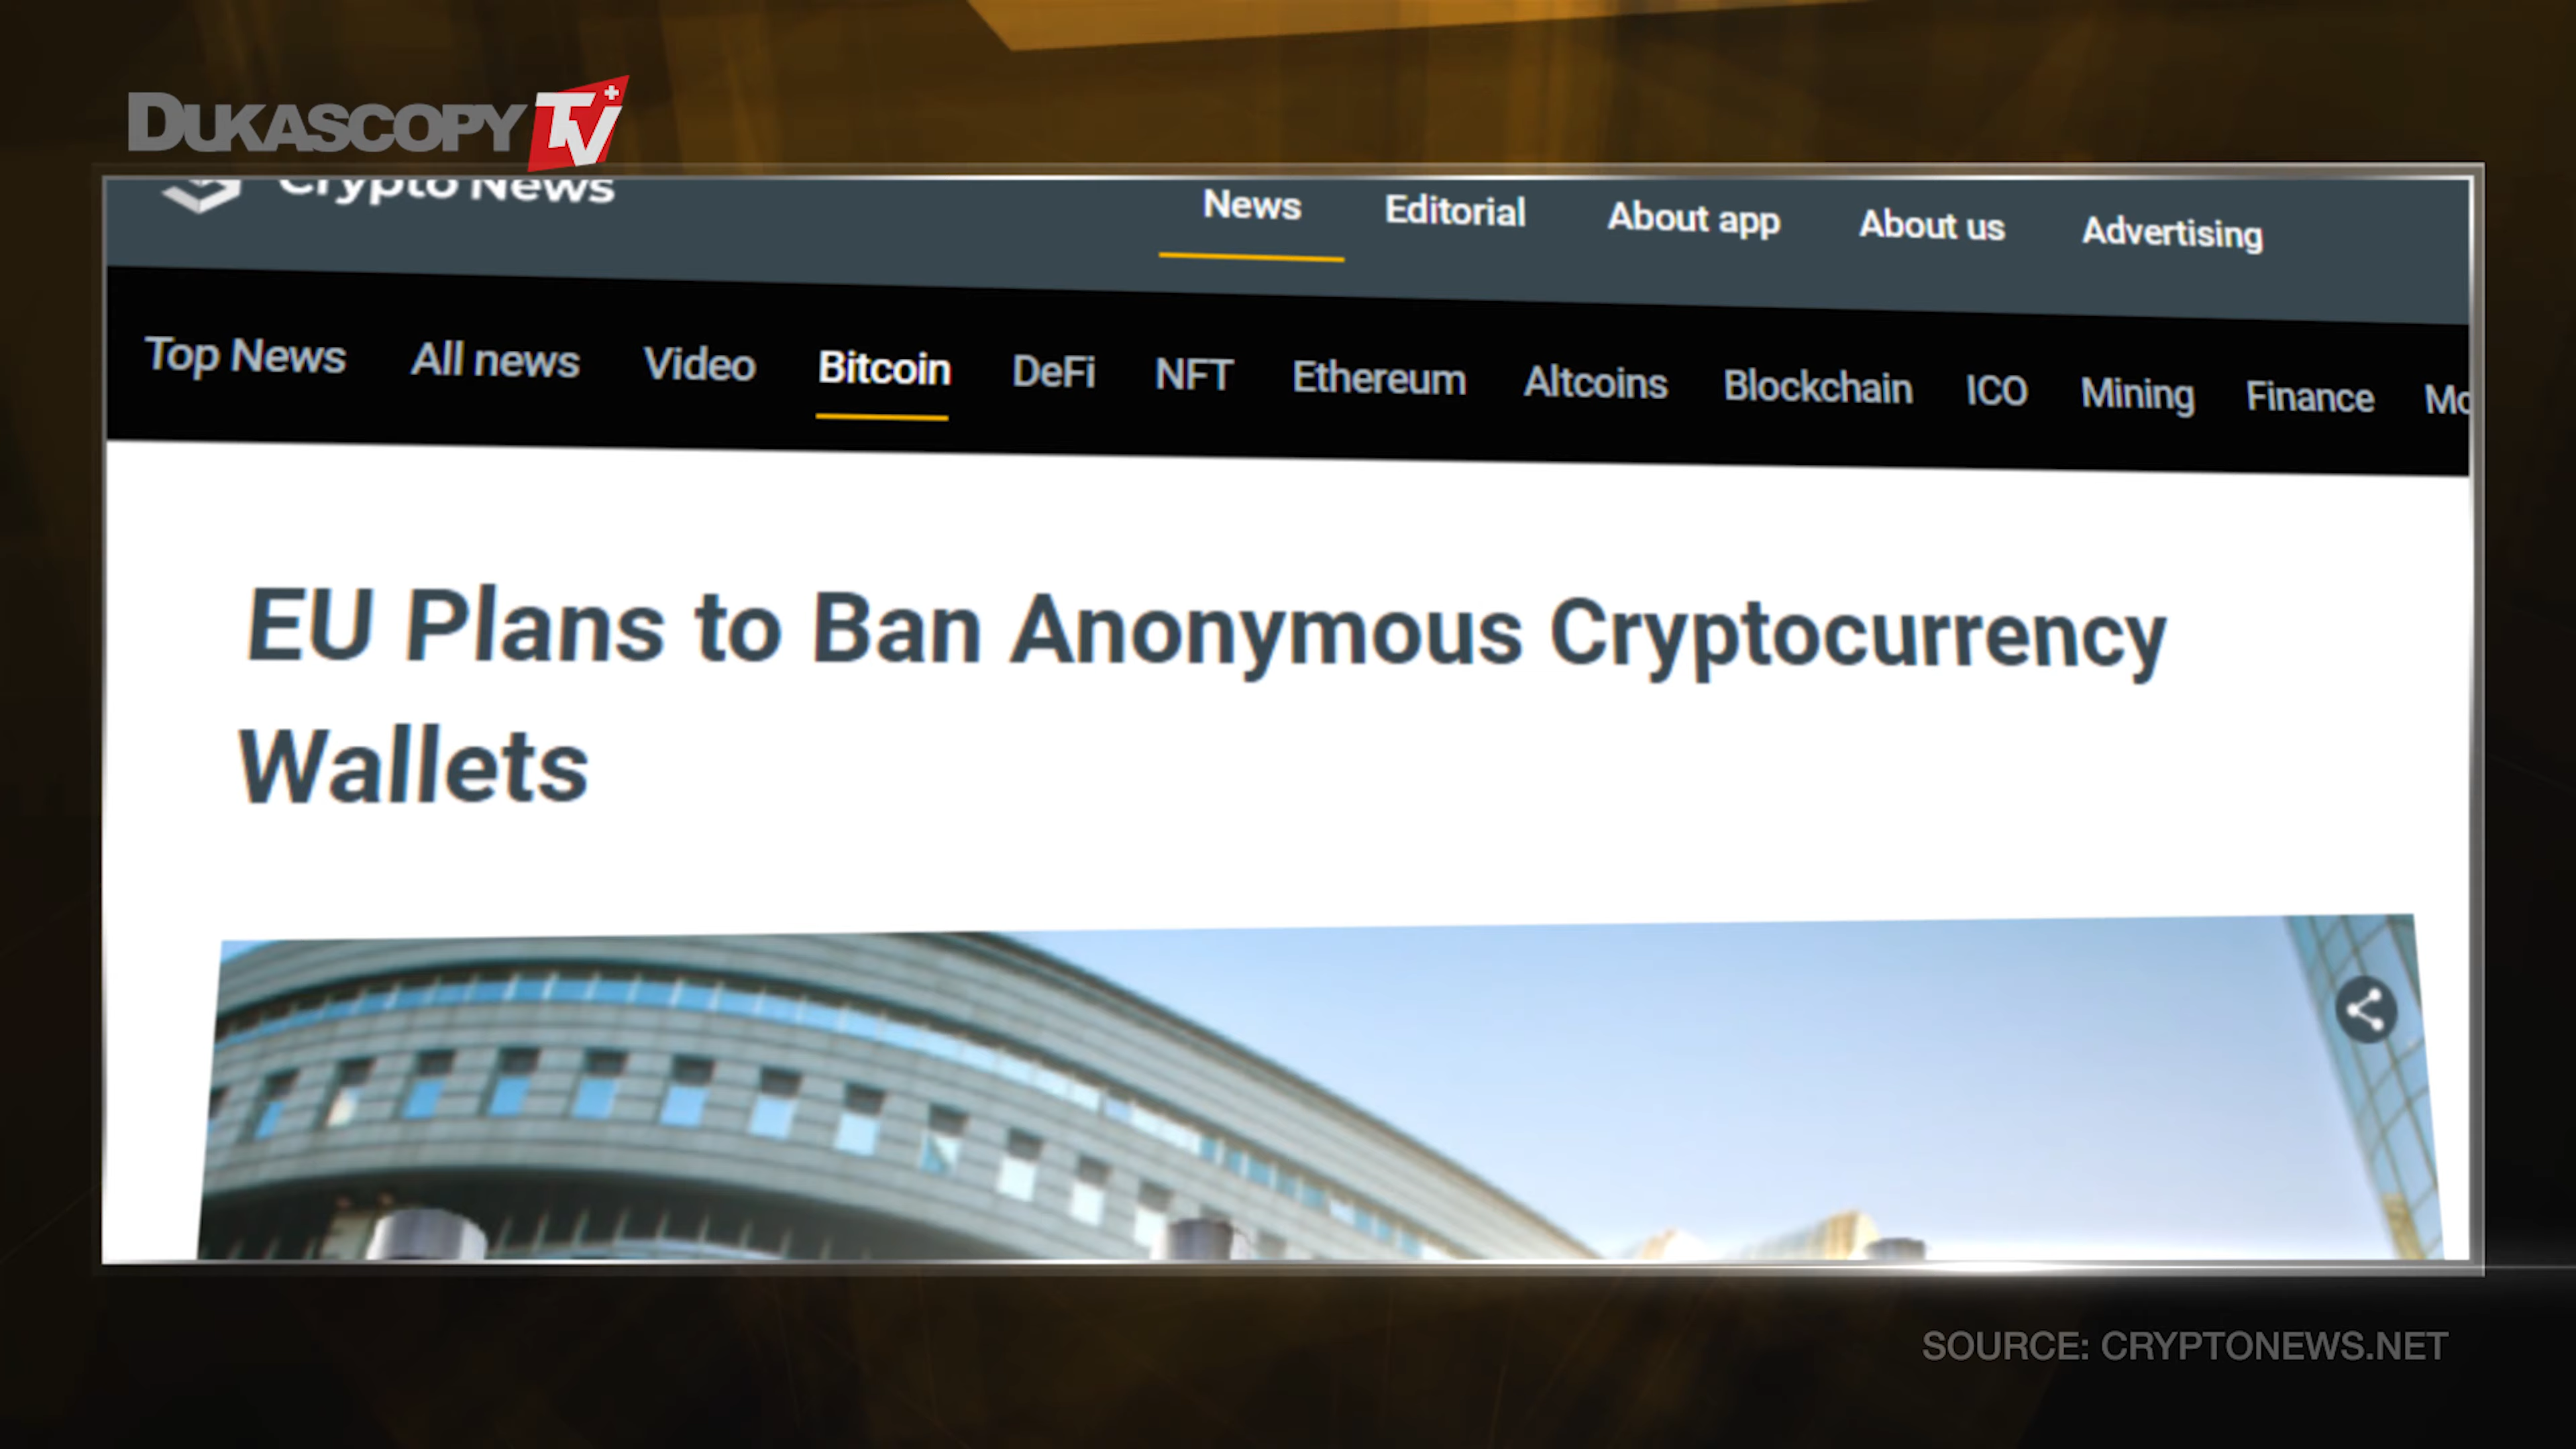 DUKASCOPY TV
Crypto News
News Editorial About app About us Advertising
Top News All news Video Bitcoin DeFi NFT Ethereum Altcoins Blockchain ICO Mining Finance
EU Plans to Ban Anonymous Cryptocurrency
Wallets
SOURCE: CRYPTONEWS.NET